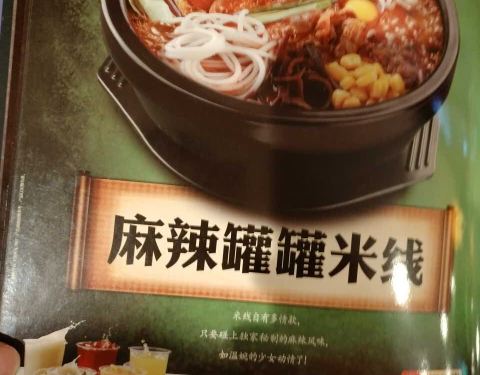 麻辣罐罐米线
米线自有多情款,
只要碰上独家秘制的麻辣风味,
如温婉的少女动情了!